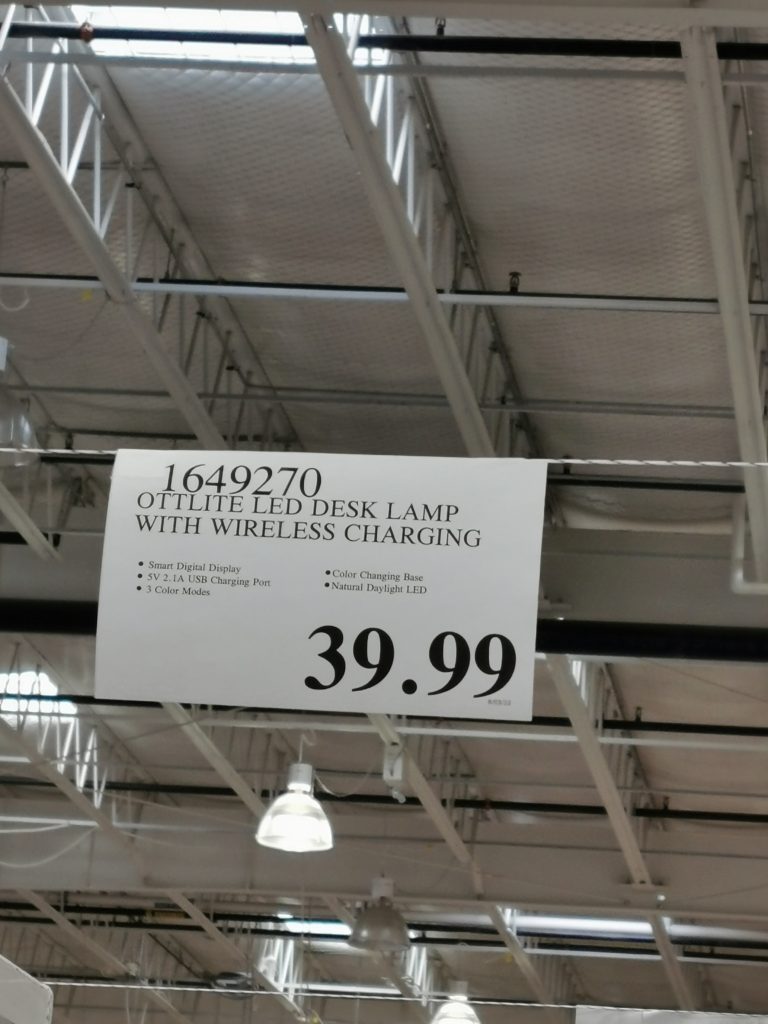 1649270
OTTLITE LED DESK LAMP
WITH WIRELESS CHARGING
• Smart Digital Display
• 5V 2.1A USB Charging Port
• 3 Color Modes
• Color Changing Base
• Natural Daylight LED
39.99